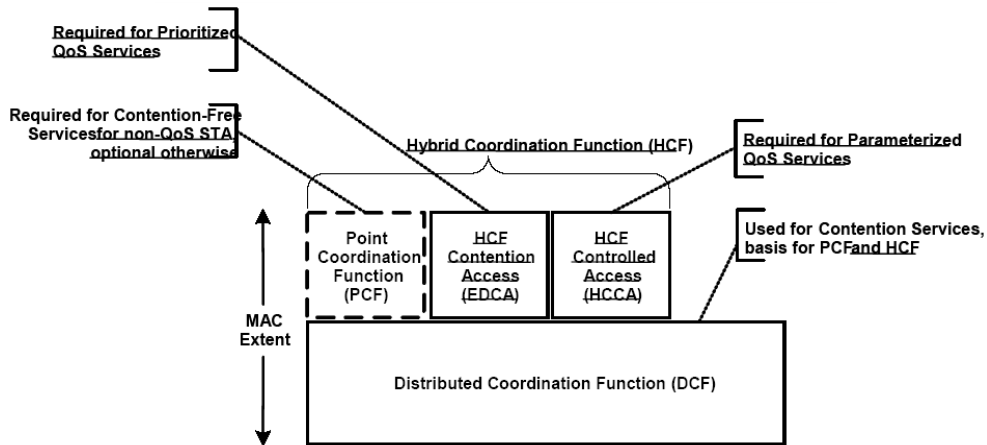 Required for Prioritized
QoS Services
Required for Contention-Free
Servicesfor non-QoS STA,
optional otherwise
Hybrid Coordination Function (HCF)
Required for Parameterized
QoS Services
Used for Contention Services,
basis for PCFand HCF
Point
Coordination
Function
(PCF)
HCF
Contention
Access
(EDCA)
HCF
Controlled
Access
(HCCA)
MAC
Extent
Distributed Coordination Function (DCF)